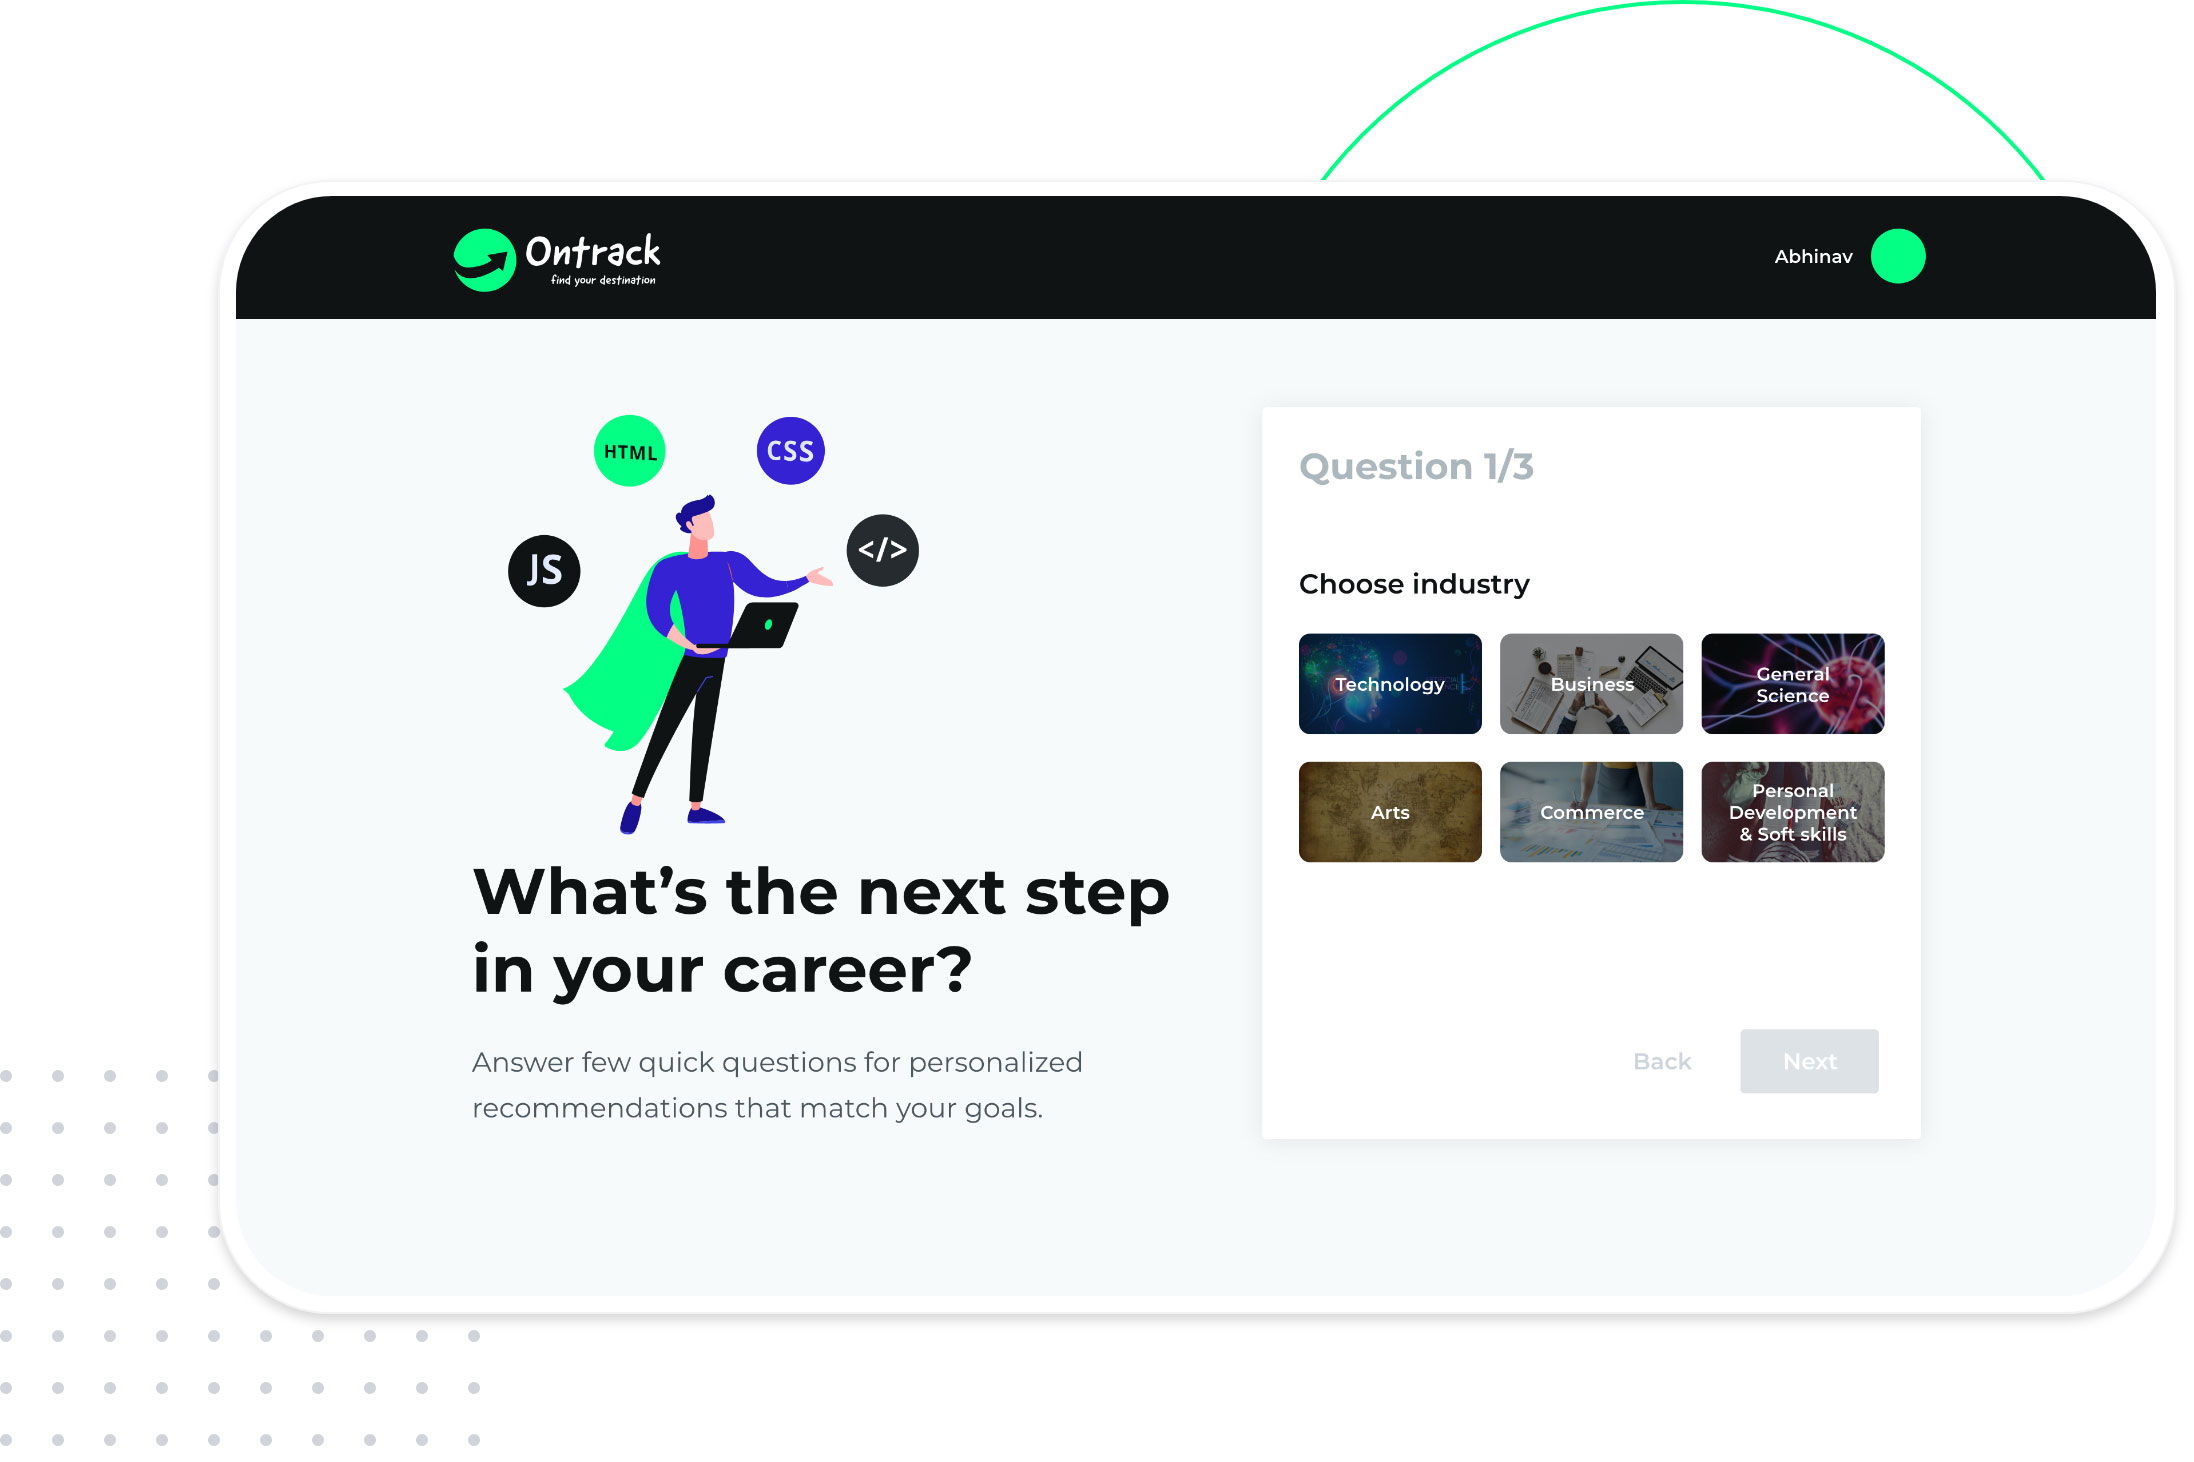 Ontrack
find your destination
Abhinav
HTML
CSS
JS
</>
What’s the next step
in your career?
Answer few quick questions for personalized
recommendations that match your goals.
Question 1/3
Choose industry
Technology
Business
General
Science
Arts
Commerce
Personal
Development
& Soft skills
Back
Next